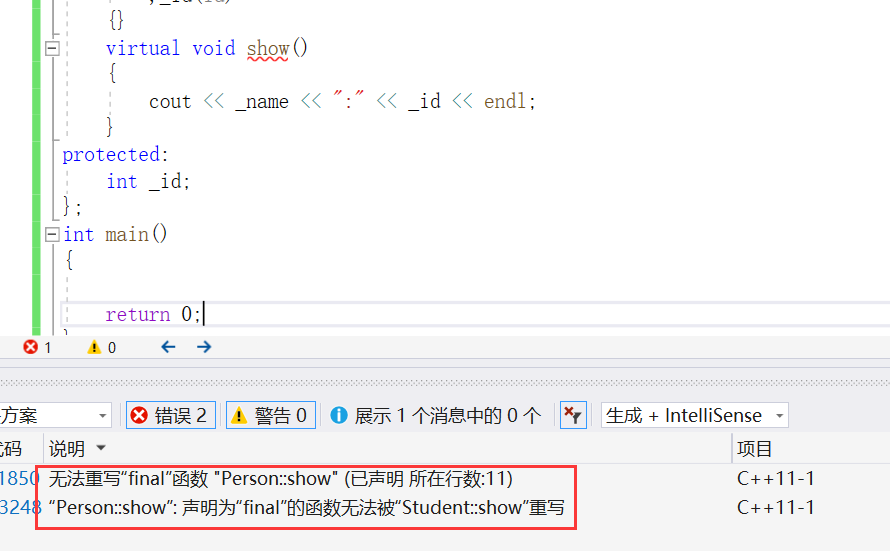 ,_id(id)
{}
virtual void show()
{
cout << _name << ":" << _id << endl;
}
protected:
int _id;
};
int main()
{
return 0;
1 0
方案 错误 2 警告 0 展示 1 个消息中的 0 个 生成 + IntelliSense
代码 说明 项目
1850 无法重写“final”函数 "Person::show" (已声明 所在行数:11) C++11-1
3248 “Person::show”: 声明为“final”的函数无法被“Student::show”重写 C++11-1